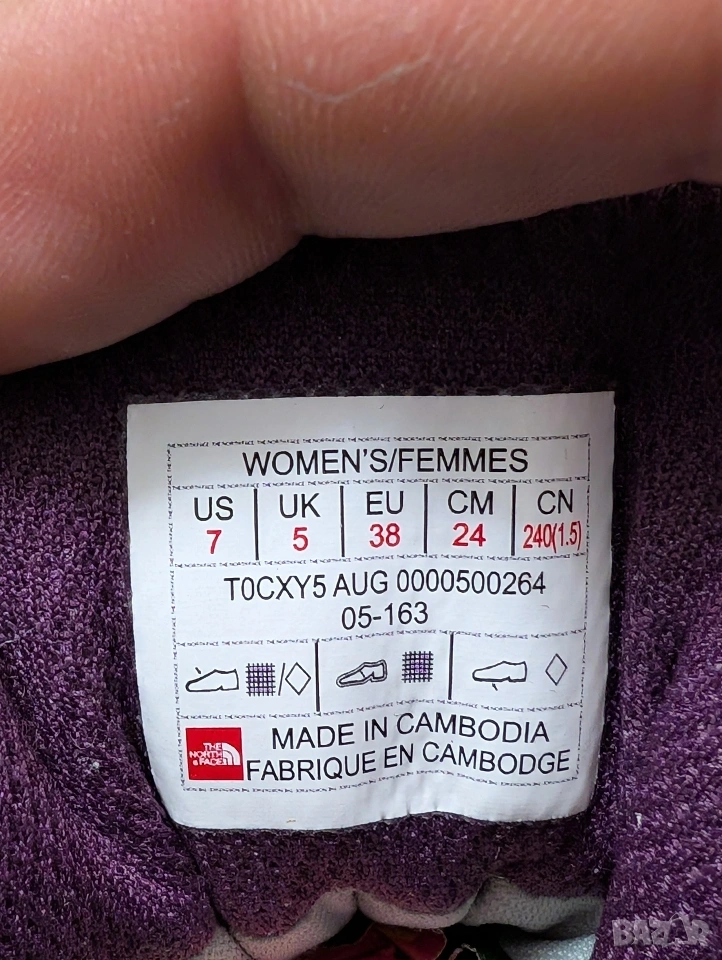 WOMEN'S/FEMMES
US UK EU CM CN
7 5 38 24 240(1.5)
T0CXY5 AUG 0000500264
05-163
THE
NORTH
FACE
MADE IN CAMBODIA
FABRIQUE EN CAMBODGE